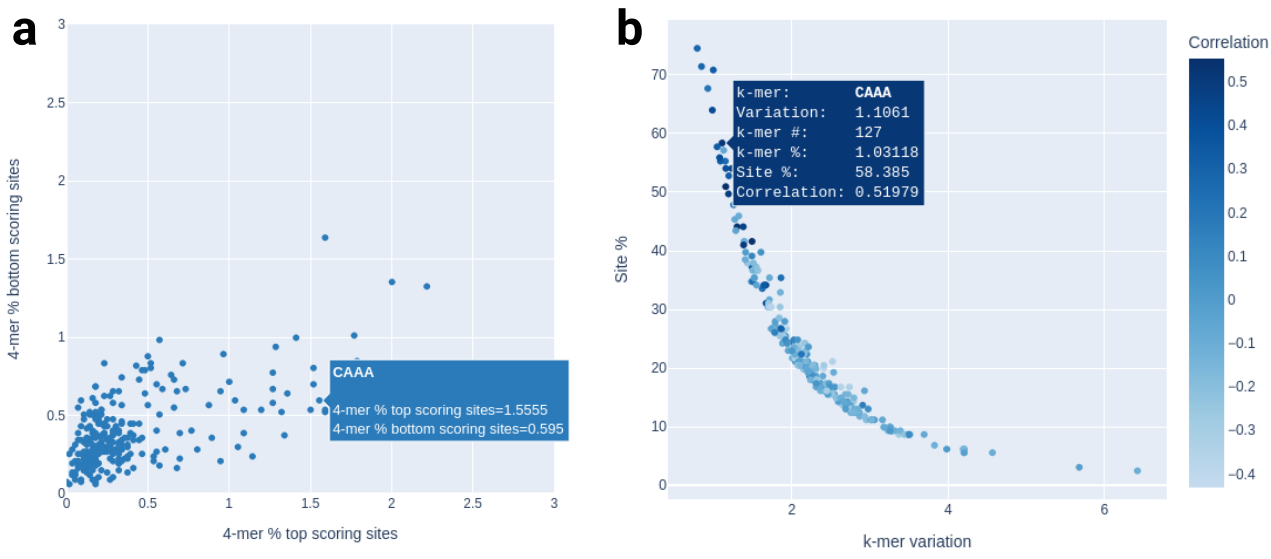 a
4-mer % bottom scoring sites
3
2.5
2
1.5
1
0.5
0
0
0.5
1
1.5
2
2.5
3
4-mer % top scoring sites
CAAA
4-mer % top scoring sites=1.5555
4-mer % bottom scoring sites=0.595
b
Site %
70
60
50
40
30
20
10
0
2
4
6
k-mer variation
k-mer: CAAA
Variation: 1.1061
k-mer #: 127
k-mer %: 1.03118
Site %: 58.385
Correlation: 0.51979
Correlation
0.5
0.4
0.3
0.2
0.1
0
−0.1
−0.2
−0.3
−0.4